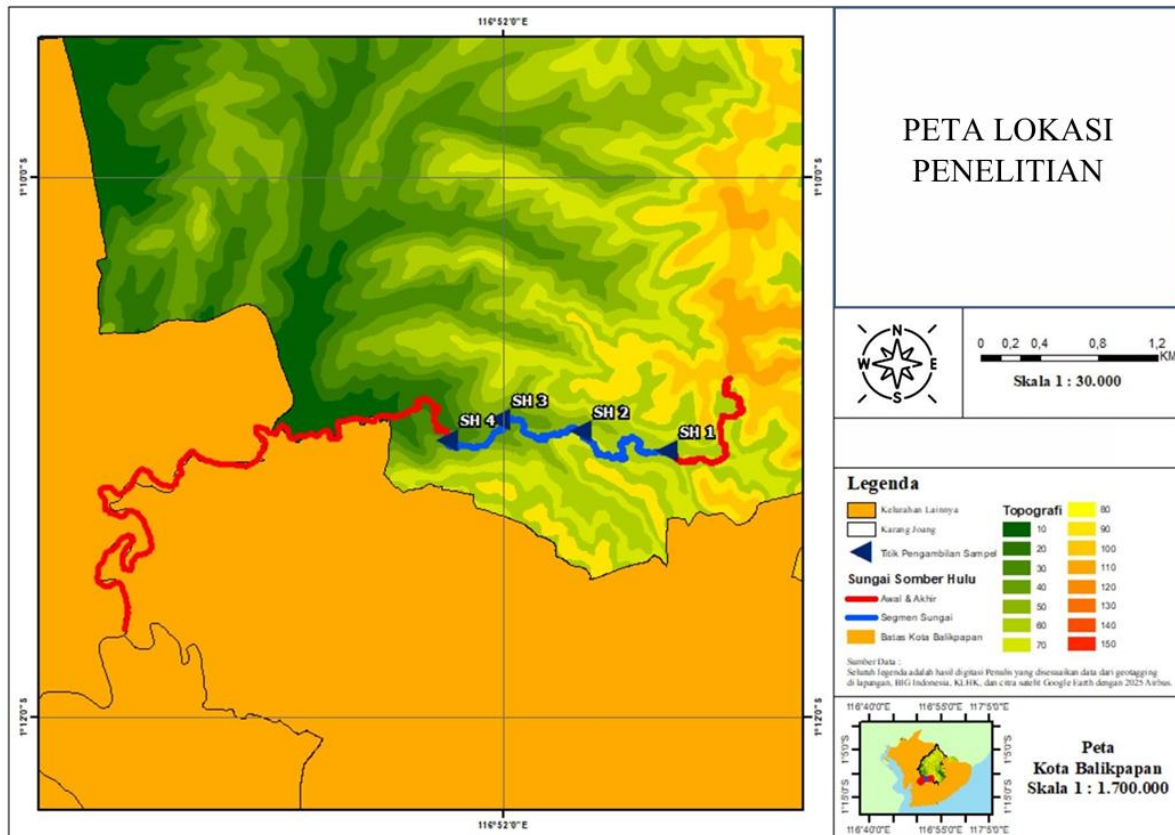 116°52'0"E
PETA LOKASI
PENELITIAN
1°10'0"S
1°10'0"S
N
W E
S
0 0,2 0,4 0,8 1,2
KM
Skala 1 : 30.000
SH 3
SH 4
SH 2
SH 1
Legenda
Kelurahan Lainnya
Karang Joang
Titik Pengambilan Sampel
Sungai Somber Hulu
Awal & Akhir
Segmen Sungai
Batas Kota Balikpapan
Topografi
10
20
30
40
50
60
70
80
90
100
110
120
130
140
150
Sumber Data :
Seluruh legenda adalah hasil digitasi Penulis yang disesuaikan data dari geotagging
di lapangan, BIG Indonesia, KLHK, dan citra satelit Google Earth dengan 2025 Airbus.
1°12'0"S
1°12'0"S
116°52'0"E
116°40'0"E 116°55'0"E 117°5'0"E
1°5'0"S
1°15'0"S
1°5'0"S
1°15'0"S
116°40'0"E 116°55'0"E 117°5'0"E
Peta
Kota Balikpapan
Skala 1 : 1.700.000